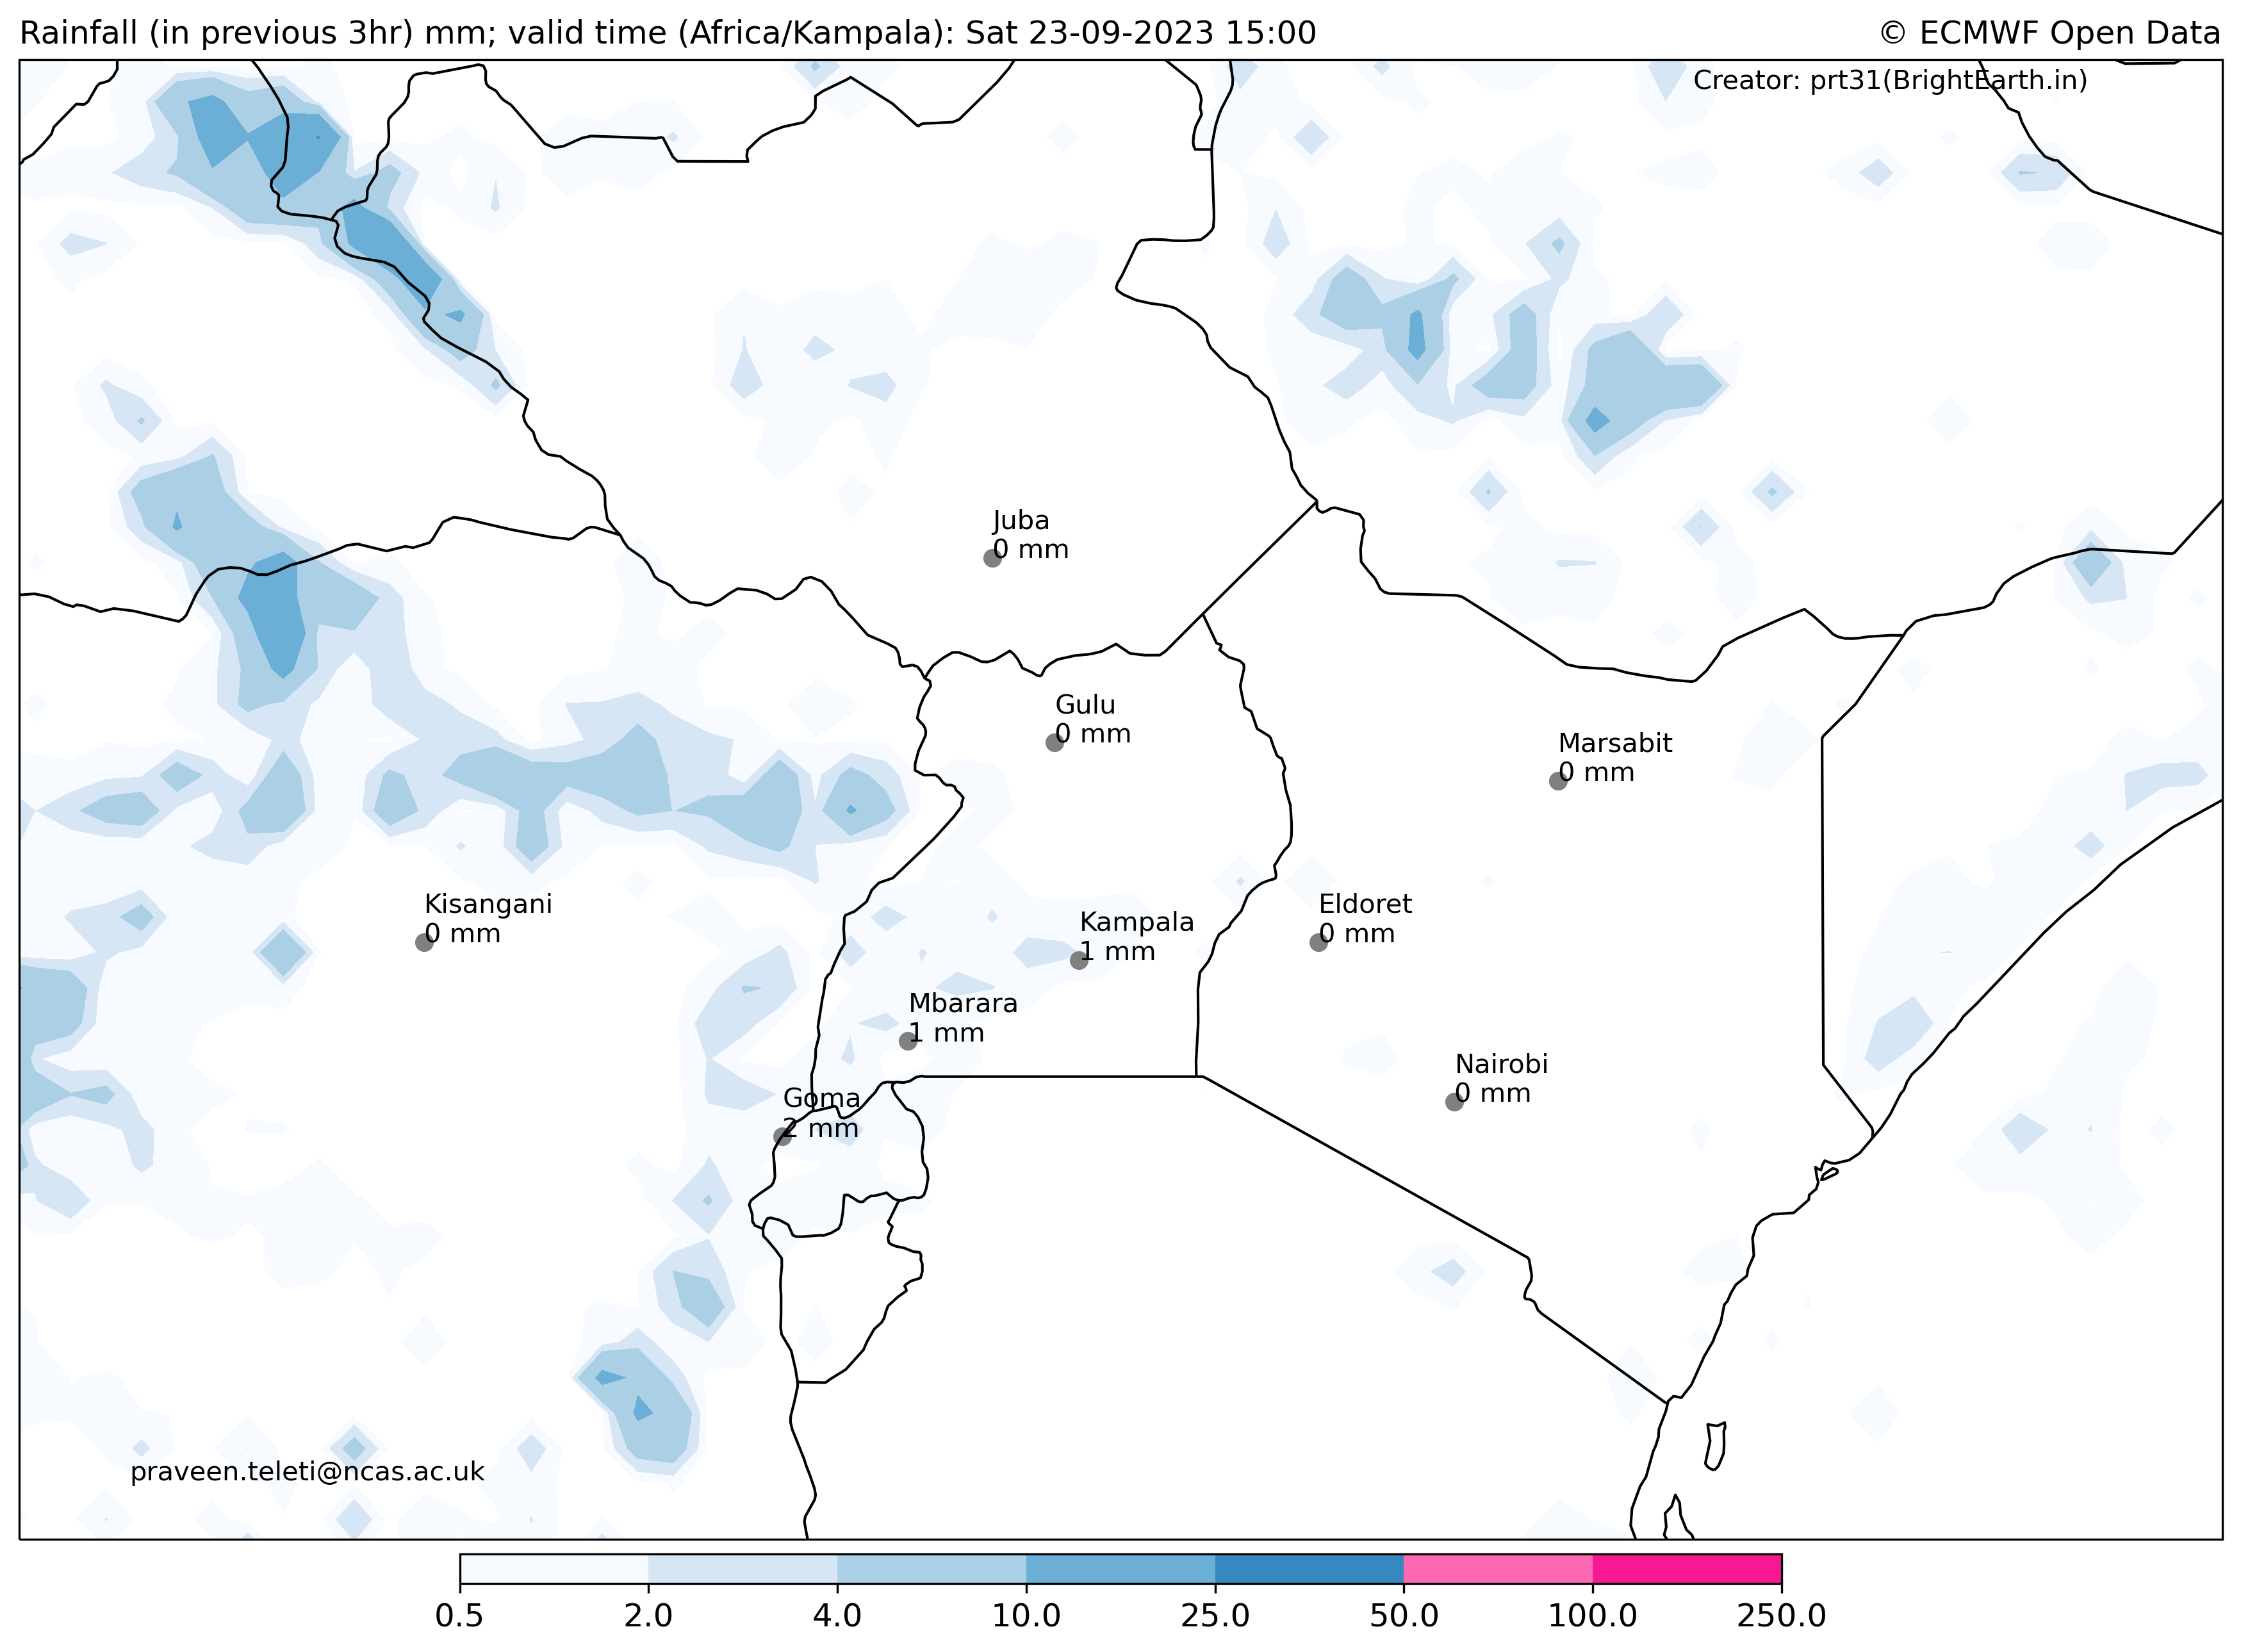 Rainfall (in previous 3hr) mm; valid time (Africa/Kampala): Sat 23-09-2023 15:00
© ECMWF Open Data
Creator: prt31(BrightEarth.in)
Juba
0 mm
Gulu
0 mm
Marsabit
0 mm
Kisangani
0 mm
Kampala
1 mm
Eldoret
0 mm
Mbarara
1 mm
Nairobi
0 mm
Goma
2 mm
praveen.teleti@ncas.ac.uk
0.5 2.0 4.0 10.0 25.0 50.0 100.0 250.0